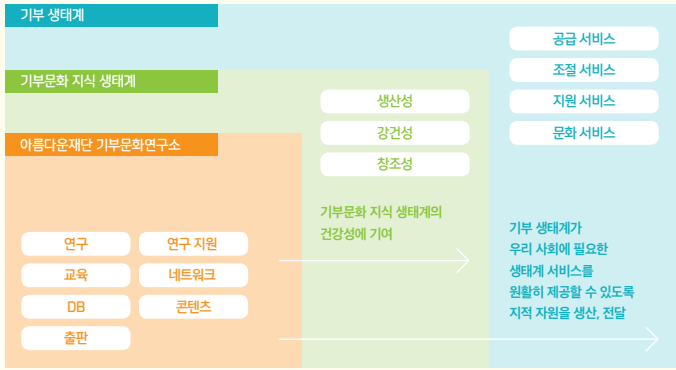 기부 생태계
공급 서비스
조절 서비스
지원 서비스
문화 서비스
기부 생태계가
우리 사회에 필요한
생태계 서비스를
원활히 제공할 수 있도록
지적 자원을 생산, 전달
기부문화 지식 생태계
생산성
강건성
창조성
기부문화 지식 생태계의
건강성에 기여
아름다운재단 기부문화연구소
연구
연구 지원
교육
네트워크
DB
콘텐츠
출판